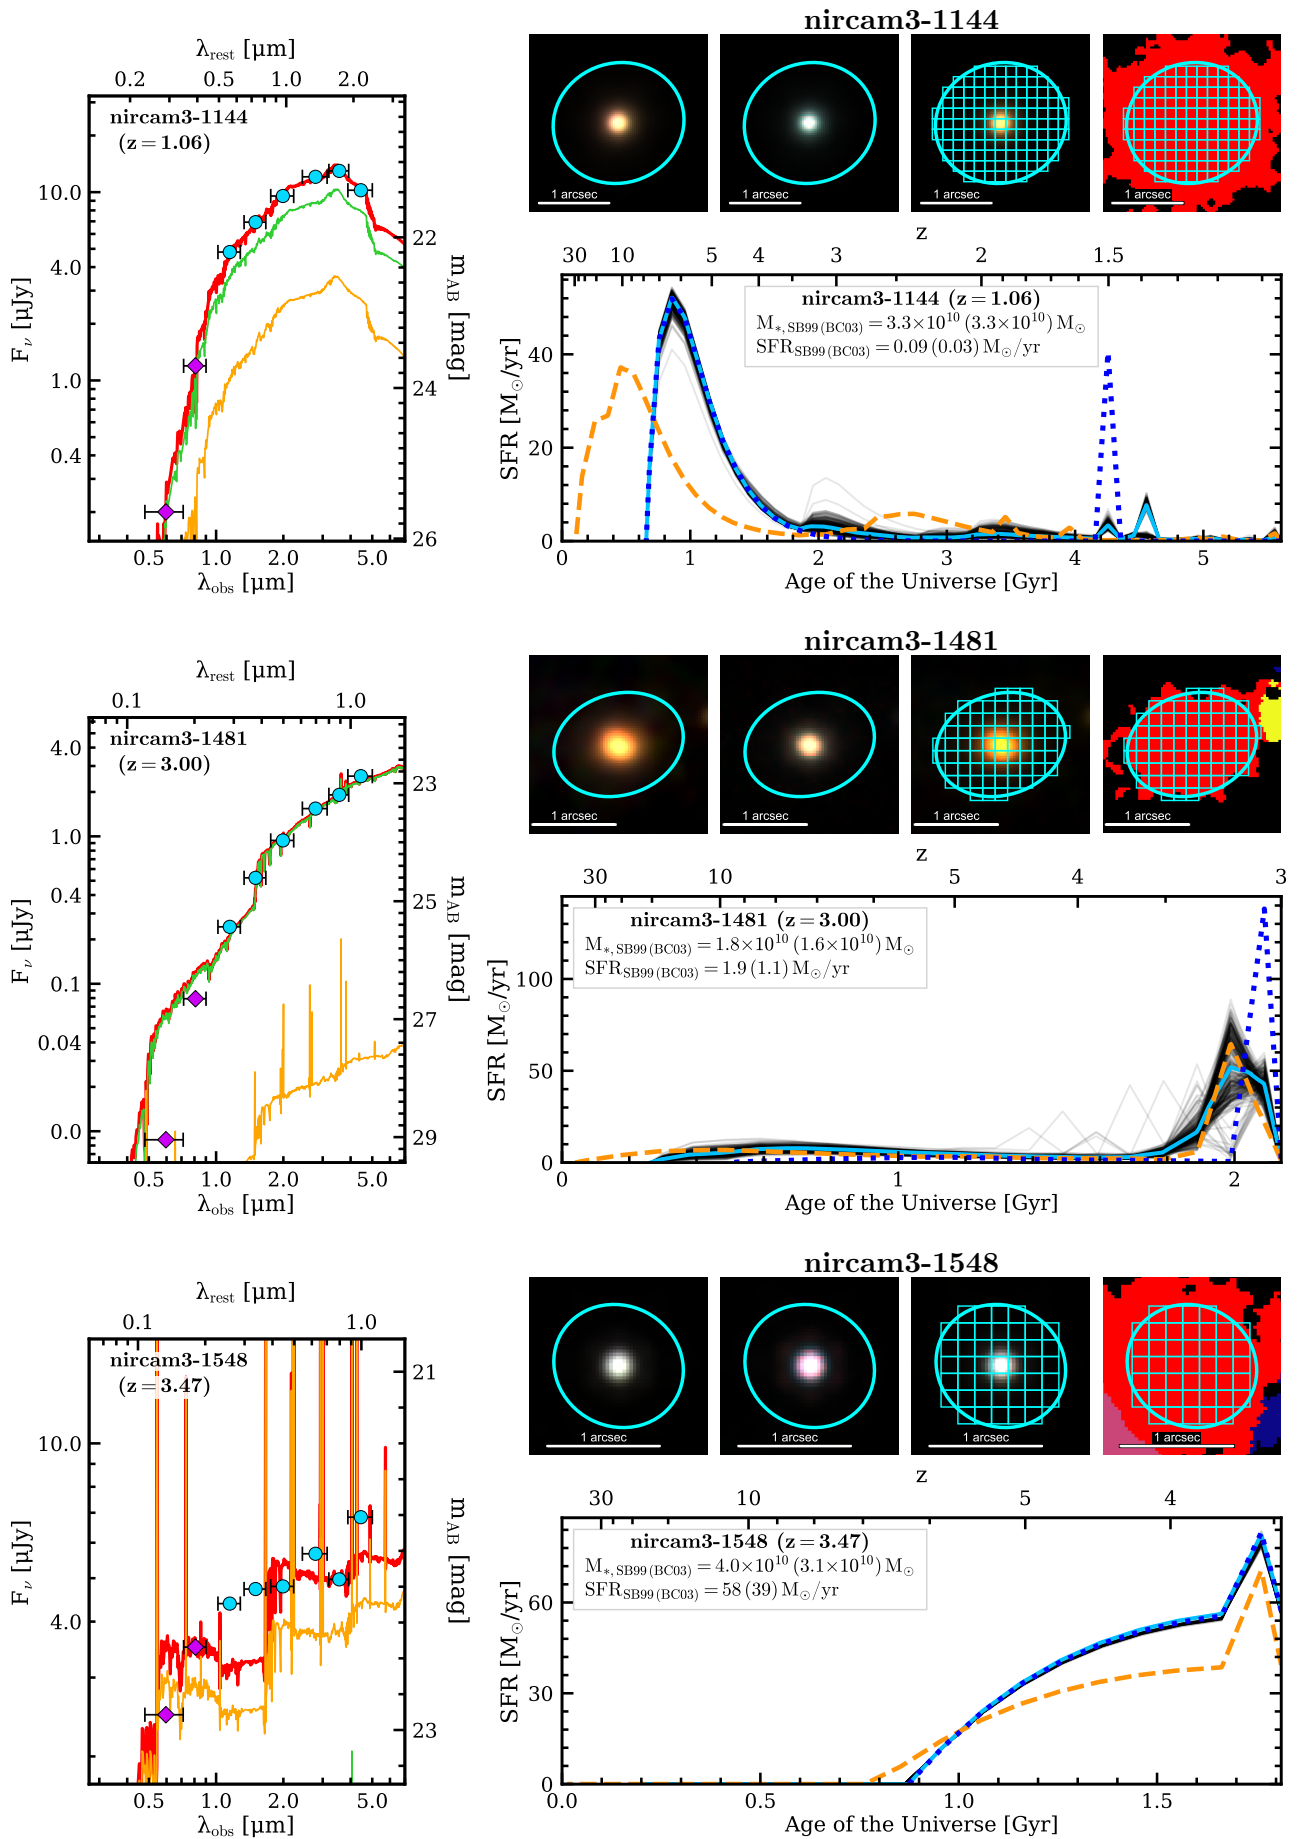 nircam3-1144
λrest [μm]
0.2 0.5 1.0 2.0
nircam3-1144
(z = 1.06)
10.0
4.0
1.0
0.4
Fν [μJy]
22
24
26
mAB [mag]
0.5 1.0 2.0 5.0
λobs [μm]
1 arcsec
1 arcsec
1 arcsec
1 arcsec
z
30 10 5 4 3 2 1.5
nircam3-1144 (z = 1.06)
M*, SB99 (BC03) = 3.3×10^10 (3.3×10^10) M⊙
SFRSB99 (BC03) = 0.09 (0.03) M⊙/yr
40
20
0
SFR [M⊙/yr]
0 1 2 3 4 5
Age of the Universe [Gyr]
nircam3-1481
λrest [μm]
0.1 1.0
nircam3-1481
(z = 3.00)
4.0
1.0
0.4
0.1
0.04
0.0
Fν [μJy]
23
25
27
29
mAB [mag]
0.5 1.0 2.0 5.0
λobs [μm]
1 arcsec
1 arcsec
1 arcsec
1 arcsec
z
30 10 5 4 3
nircam3-1481 (z = 3.00)
M*, SB99 (BC03) = 1.8×10^10 (1.6×10^10) M⊙
SFRSB99 (BC03) = 1.9 (1.1) M⊙/yr
100
50
0
SFR [M⊙/yr]
0 1 2
Age of the Universe [Gyr]
nircam3-1548
λrest [μm]
0.1 1.0
nircam3-1548
(z = 3.47)
10.0
4.0
Fν [μJy]
21
23
mAB [mag]
0.5 1.0 2.0 5.0
λobs [μm]
1 arcsec
1 arcsec
1 arcsec
1 arcsec
z
30 10 5 4
nircam3-1548 (z = 3.47)
M*, SB99 (BC03) = 4.0×10^10 (3.1×10^10) M⊙
SFRSB99 (BC03) = 58 (39) M⊙/yr
60
30
0
SFR [M⊙/yr]
0.0 0.5 1.0 1.5
Age of the Universe [Gyr]